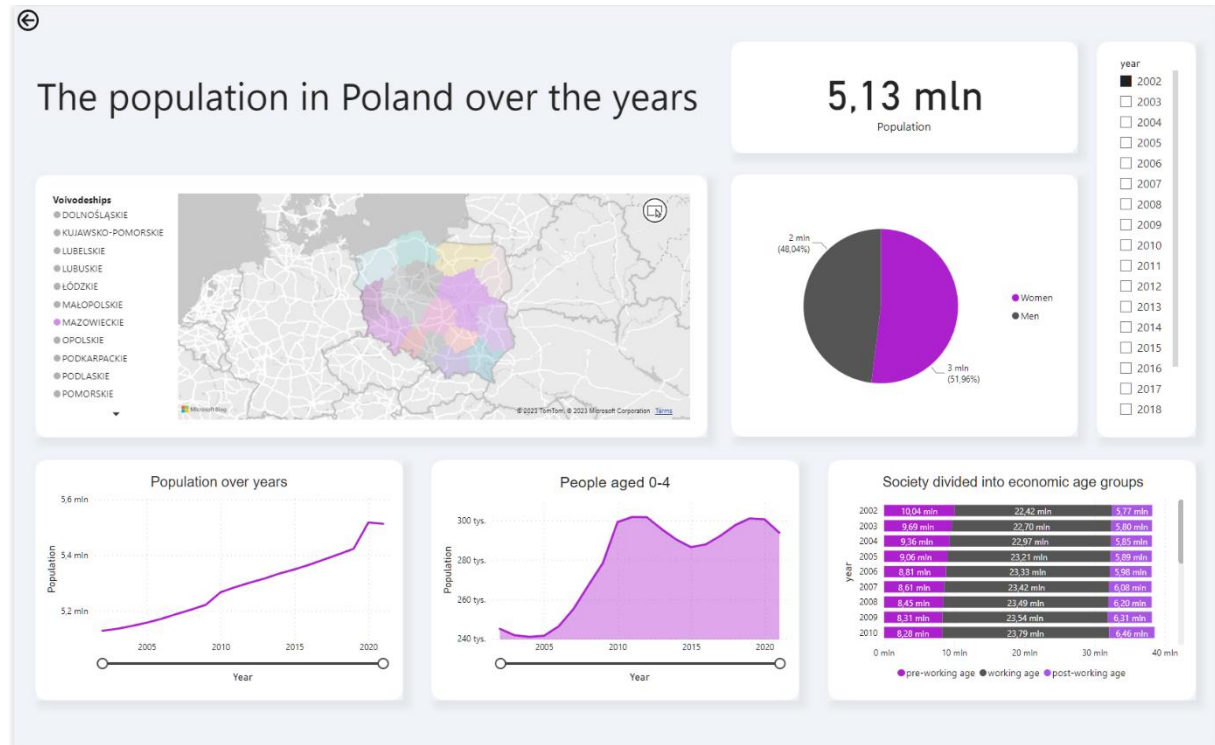 The population in Poland over the years
5,13 mln
Population
year
2002
2003
2004
2005
2006
2007
2008
2009
2010
2011
2012
2013
2014
2015
2016
2017
2018
Voivodeships
DOLNOŚLĄSKIE
KUJAWSKO-POMORSKIE
LUBELSKIE
LUBUSKIE
ŁÓDZKIE
MAŁOPOLSKIE
MAZOWIECKIE
OPOLSKIE
PODKARPACKIE
PODLASKIE
POMORSKIE
Microsoft Bing
© 2023 TomTom, © 2023 Microsoft Corporation Terms
2 mln
(48,04%)
3 mln
(51,96%)
Women
Men
Population over years
Population
5,6 mln
5,4 mln
5,2 mln
2005 2010 2015 2020
Year
People aged 0-4
Population
300 tys.
280 tys.
260 tys.
240 tys.
2005 2010 2015 2020
Year
Society divided into economic age groups
year
2002 10,04 mln 22,42 mln 5,77 mln
2003 9,69 mln 22,70 mln 5,80 mln
2004 9,36 mln 22,97 mln 5,85 mln
2005 9,06 mln 23,21 mln 5,89 mln
2006 8,81 mln 23,33 mln 5,98 mln
2007 8,61 mln 23,42 mln 6,08 mln
2008 8,45 mln 23,49 mln 6,20 mln
2009 8,31 mln 23,54 mln 6,31 mln
2010 8,28 mln 23,79 mln 6,46 mln
0 mln 10 mln 20 mln 30 mln 40 mln
pre-working age working age post-working age